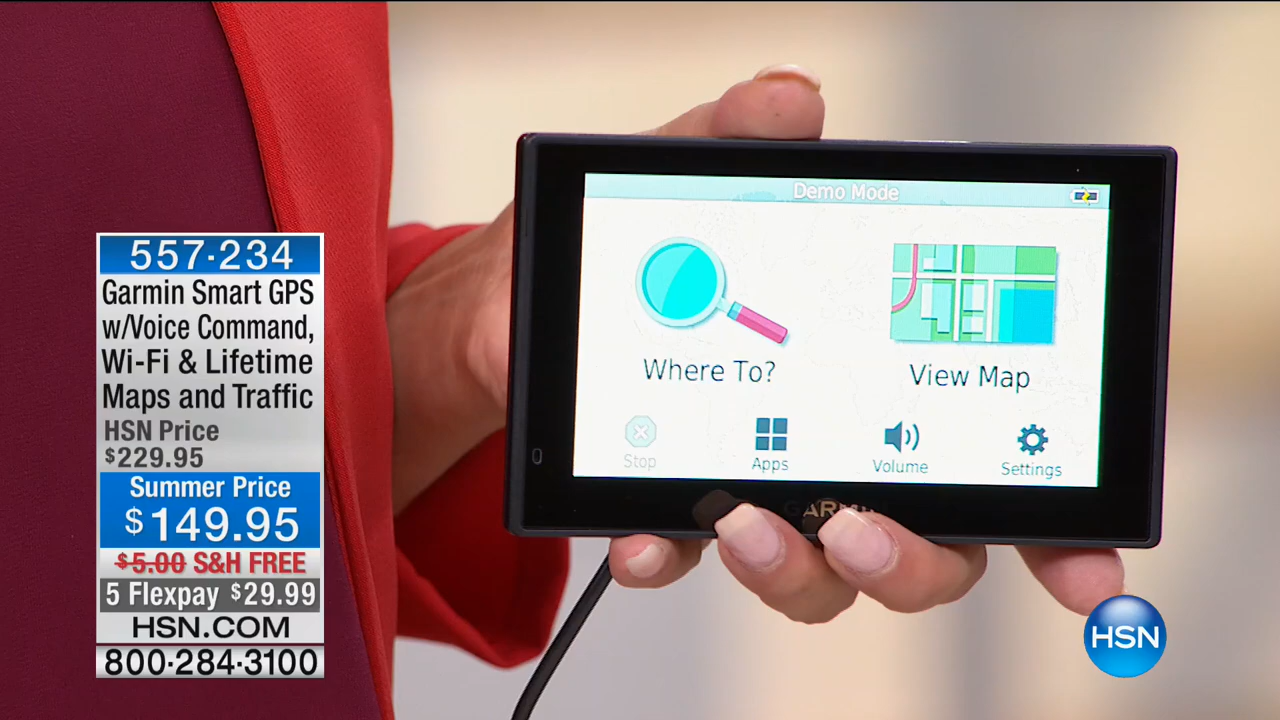 557-234
Garmin Smart GPS
w/Voice Command,
Wi-Fi & Lifetime
Maps and Traffic
HSN Price
$229.95
Summer Price
$149.95
$5.00 S&H FREE
5 Flexpay $29.99
HSN.COM
800-284-3100
Demo Mode
Where To?
View Map
Stop
Apps
Volume
Settings
GARMIN
HSN